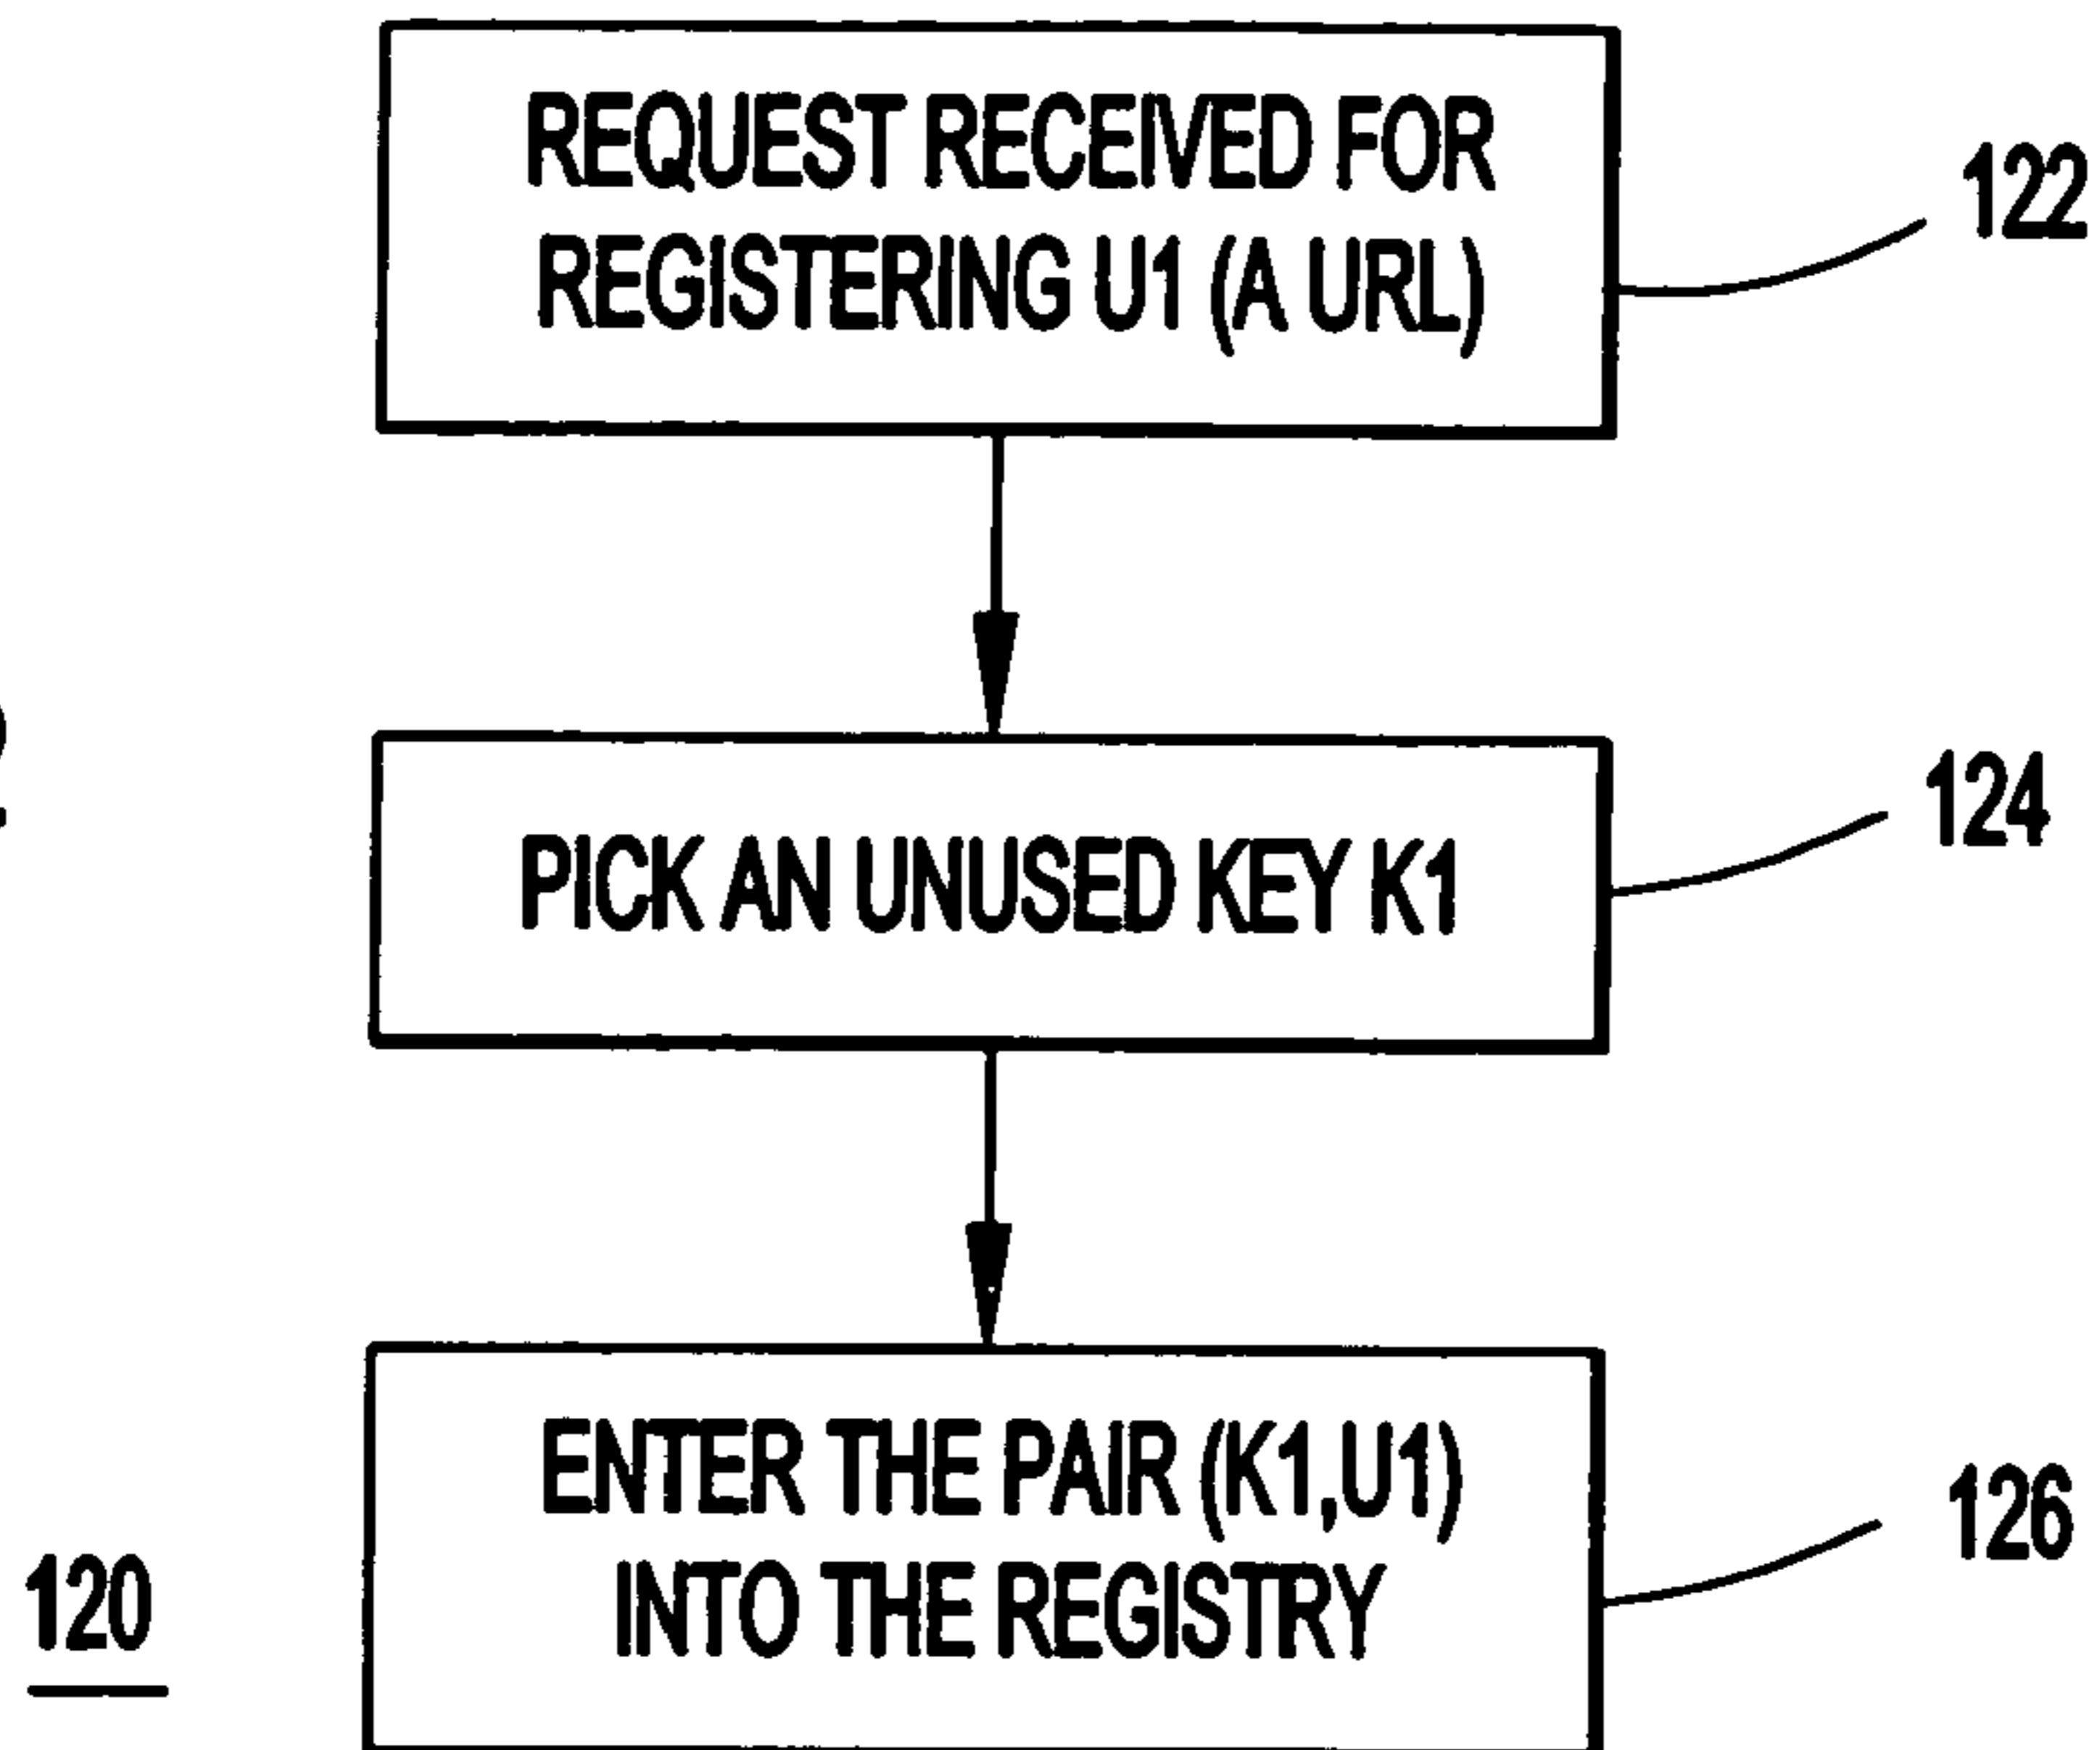 REQUEST RECEIVED FOR
REGISTERING U1 (A URL)
122
PICK AN UNUSED KEY K1
124
ENTER THE PAIR (K1,U1)
INTO THE REGISTRY
126
120